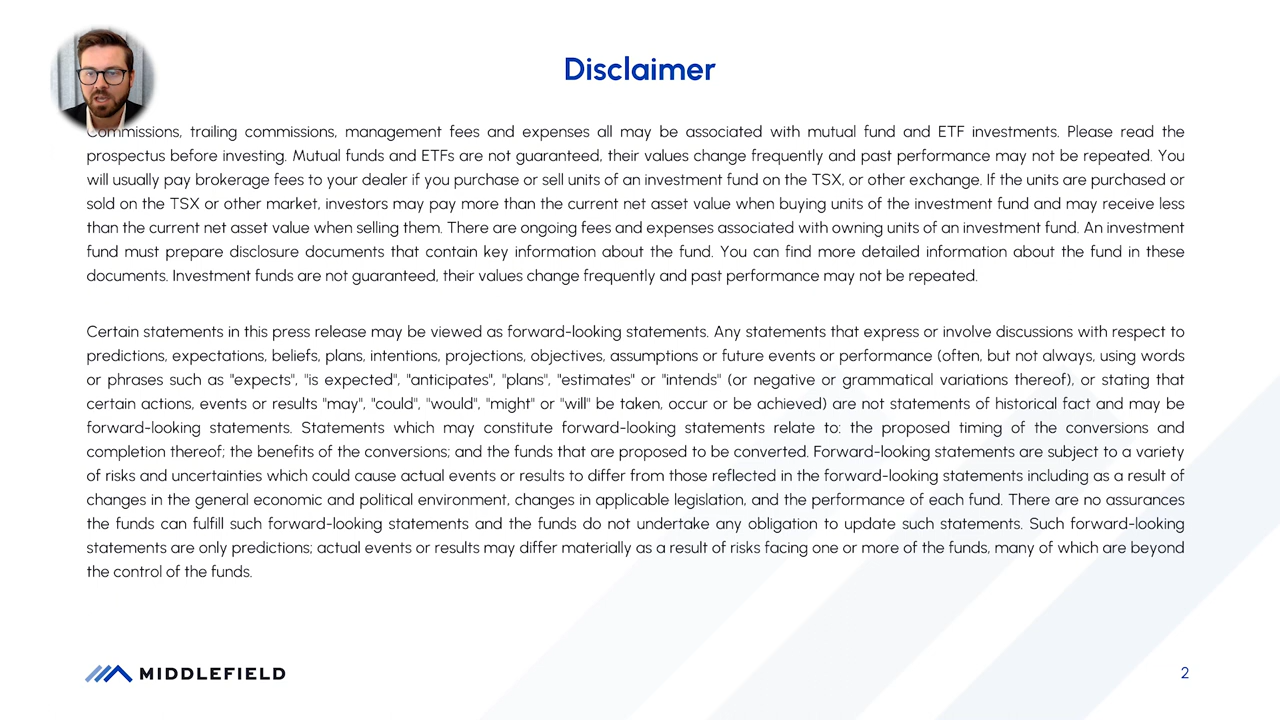 Disclaimer
Commissions, trailing commissions, management fees and expenses all may be associated with mutual fund and ETF investments. Please read the
prospectus before investing. Mutual funds and ETFs are not guaranteed, their values change frequently and past performance may not be repeated. You
will usually pay brokerage fees to your dealer if you purchase or sell units of an investment fund on the TSX, or other exchange. If the units are purchased or
sold on the TSX or other market, investors may pay more than the current net asset value when buying units of the investment fund and may receive less
than the current net asset value when selling them. There are ongoing fees and expenses associated with owning units of an investment fund. An investment
fund must prepare disclosure documents that contain key information about the fund. You can find more detailed information about the fund in these
documents. Investment funds are not guaranteed, their values change frequently and past performance may not be repeated.
Certain statements in this press release may be viewed as forward-looking statements. Any statements that express or involve discussions with respect to
predictions, expectations, beliefs, plans, intentions, projections, objectives, assumptions or future events or performance (often, but not always, using words
or phrases such as "expects", "is expected", "anticipates", "plans", "estimates" or "intends" (or negative or grammatical variations thereof), or stating that
certain actions, events or results "may", "could", "would", "might" or "will" be taken, occur or be achieved) are not statements of historical fact and may be
forward-looking statements. Statements which may constitute forward-looking statements relate to: the proposed timing of the conversions and
completion thereof; the benefits of the conversions; and the funds that are proposed to be converted. Forward-looking statements are subject to a variety
of risks and uncertainties which could cause actual events or results to differ from those reflected in the forward-looking statements including as a result of
changes in the general economic and political environment, changes in applicable legislation, and the performance of each fund. There are no assurances
the funds can fulfill such forward-looking statements and the funds do not undertake any obligation to update such statements. Such forward-looking
statements are only predictions; actual events or results may differ materially as a result of risks facing one or more of the funds, many of which are beyond
the control of the funds.
MIDDLEFIELD
2